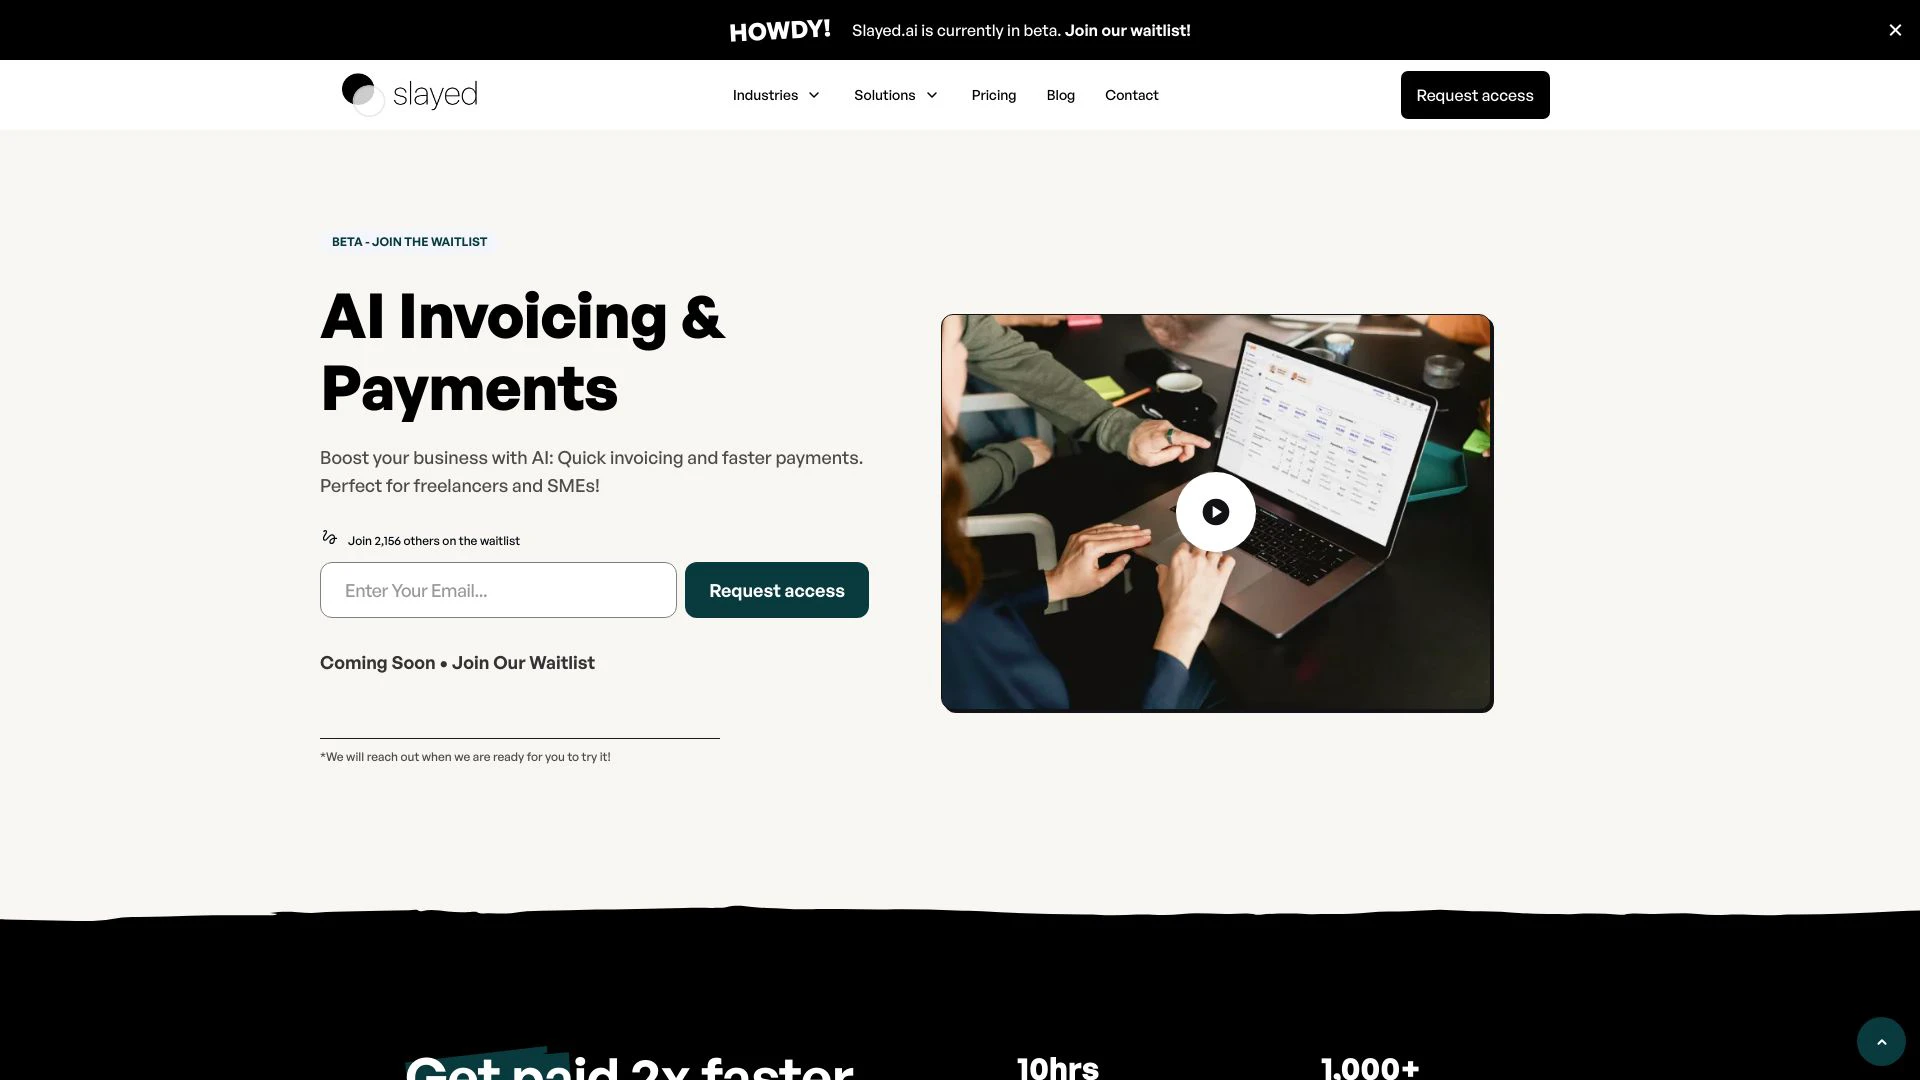 HOWDY! Slayed.ai is currently in beta. Join our waitlist!
slayed
Industries
Solutions
Pricing
Blog
Contact
Request access
BETA - JOIN THE WAITLIST
AI Invoicing &
Payments
Boost your business with AI: Quick invoicing and faster payments.
Perfect for freelancers and SMEs!
Join 2,156 others on the waitlist
Enter Your Email...
Request access
Coming Soon • Join Our Waitlist
*We will reach out when we are ready for you to try it!
Get paid 2x faster
10hrs
1,000+